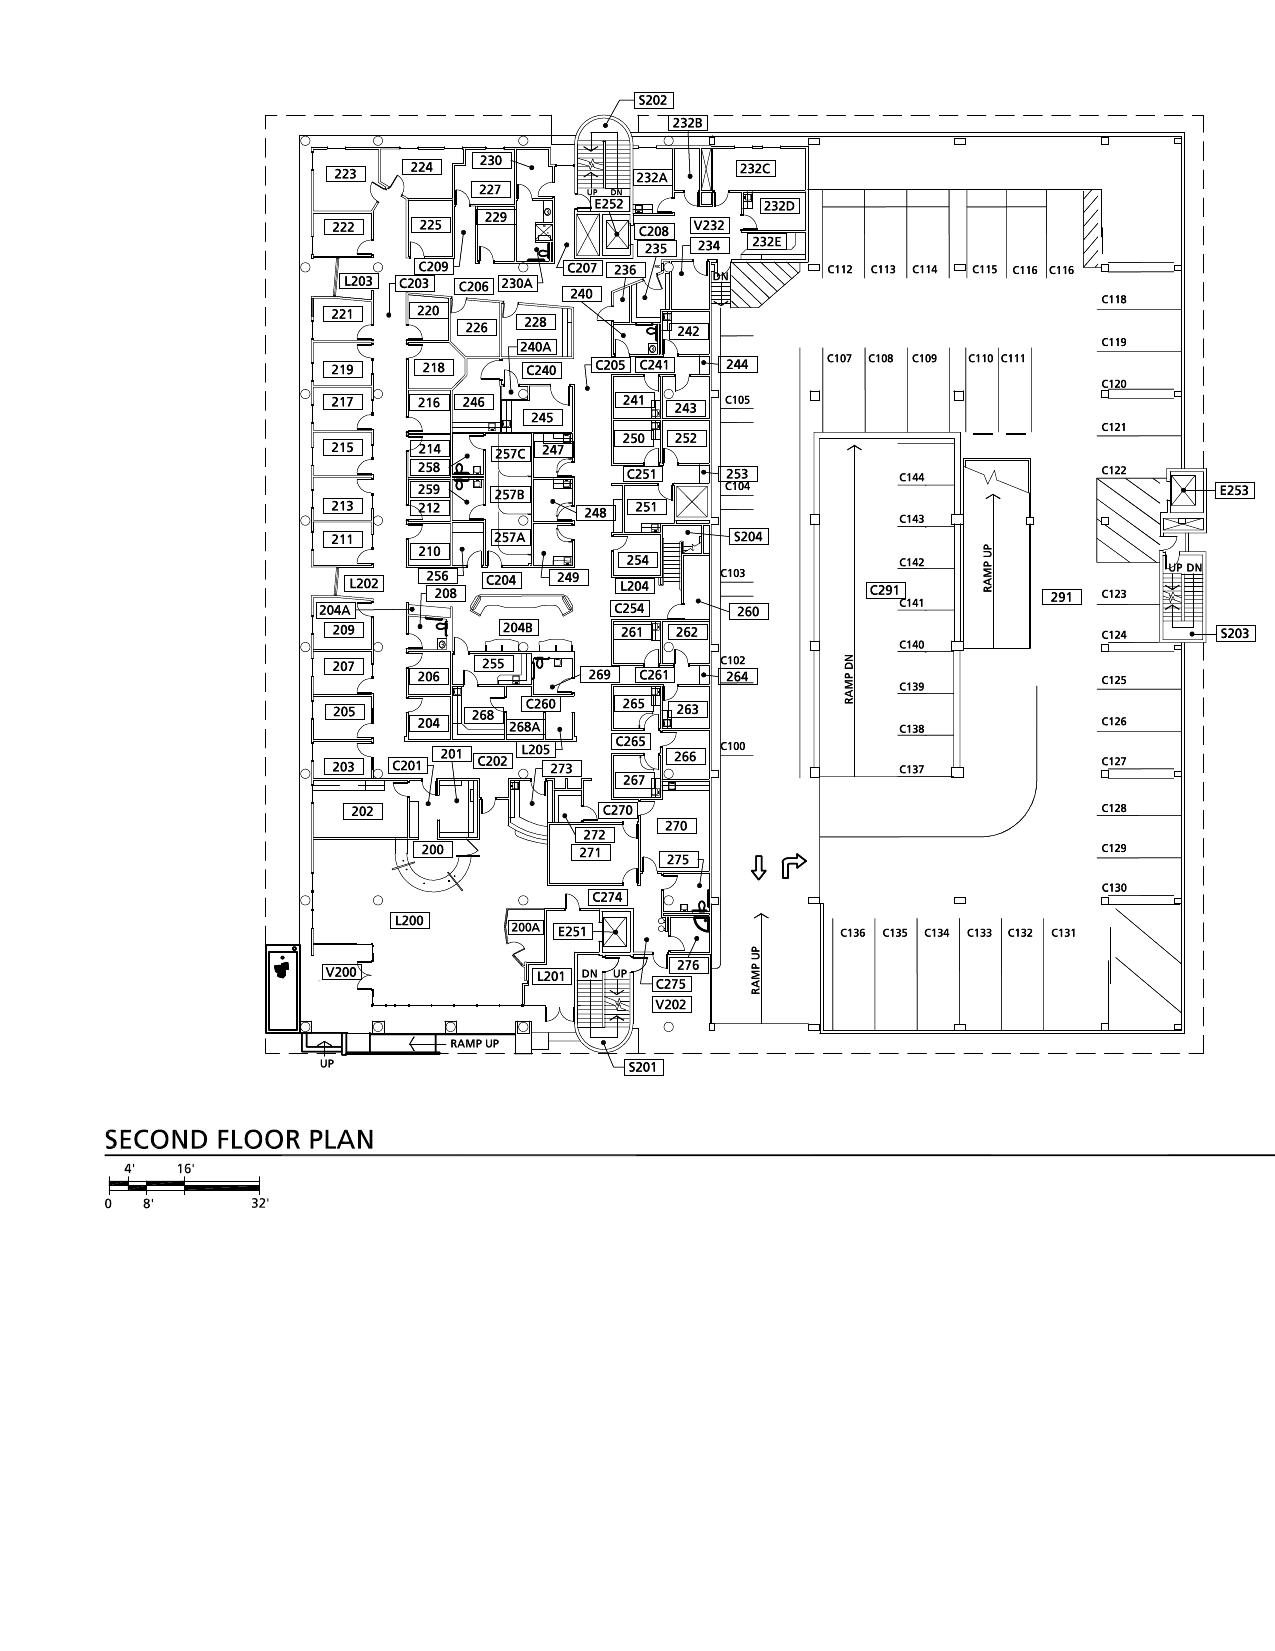 S202
232B
230
224
223
232C
232A
227
UP
DN
E252
232D
229
225
222
V232
C208
232E
235
234
C209
C207
C112
C113
C114
C115
C116
C116
236
DN
L203
C203
C206
230A
240
C118
221
220
226
228
242
C119
240A
C107
C108
C109
C110
C111
219
218
C240
C205
C241
244
C120
217
216
246
241
243
C105
245
C121
250
252
215
214
257C
247
258
C251
253
C122
C144
259
257B
C104
E253
213
212
251
248
C143
211
257A
S204
210
254
C142
RAMP UP
UP DN
256
C204
249
C103
L202
208
L204
C291
C123
291
204A
C254
260
C141
209
204B
261
262
C124
S203
C140
207
255
C102
206
269
C261
264
RAMP DN
C125
C139
205
268
C260
265
263
C126
204
268A
C138
L205
C265
C100
201
C202
266
203
C201
273
C127
C137
267
202
C270
C128
270
272
200
271
C129
275
C130
C274
L200
200A
E251
C136
C135
C134
C133
C132
C131
276
V200
L201
DN
UP
C275
RAMP UP
V202
RAMP UP
UP
S201
SECOND FLOOR PLAN
4'
16'
0
8'
32'